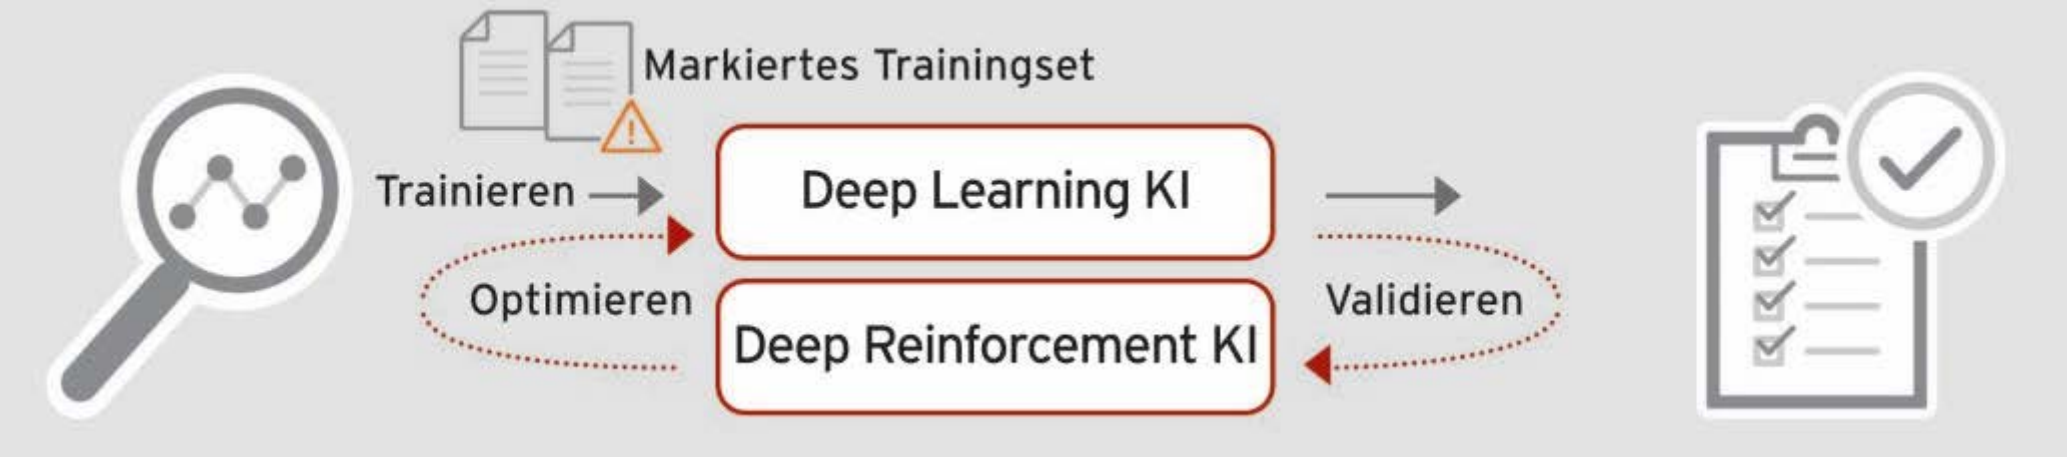 Markiertes Trainingset
Trainieren
Deep Learning KI
Optimieren
Validieren
Deep Reinforcement KI